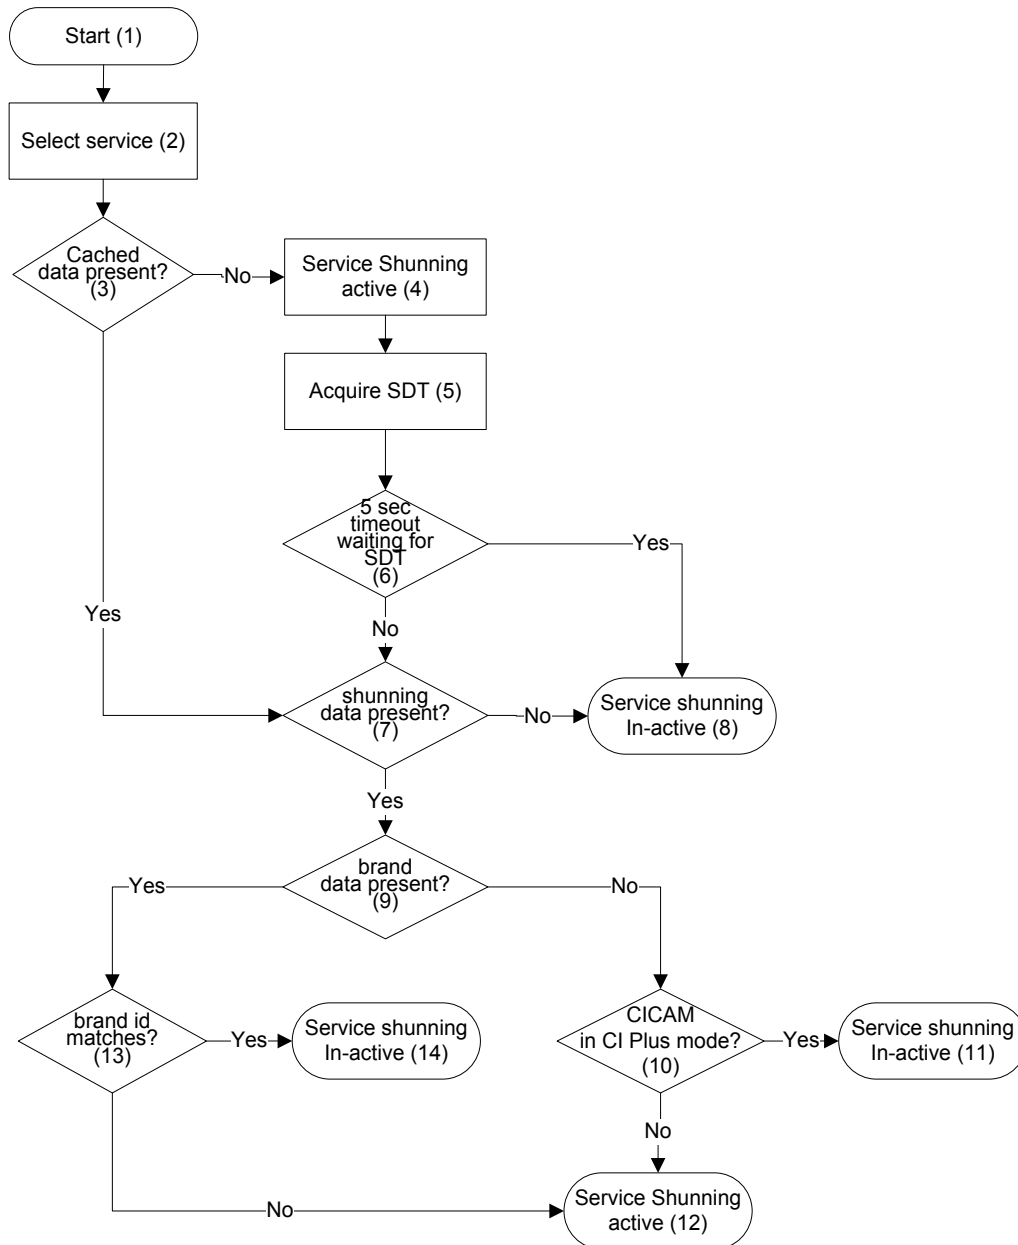 Start (1)
Select service (2)
Cached
data present?
(3)
No
Service Shunning
active (4)
Acquire SDT (5)
5 sec
timeout
waiting for
SDT
(6)
Yes
Yes
No
shunning
data present?
(7)
No
Service shunning
In-active (8)
Yes
brand
data present?
(9)
Yes
No
brand id
matches?
(13)
Yes
Service shunning
In-active (14)
CICAM
in CI Plus mode?
(10)
Yes
Service shunning
In-active (11)
No
No
Service Shunning
active (12)